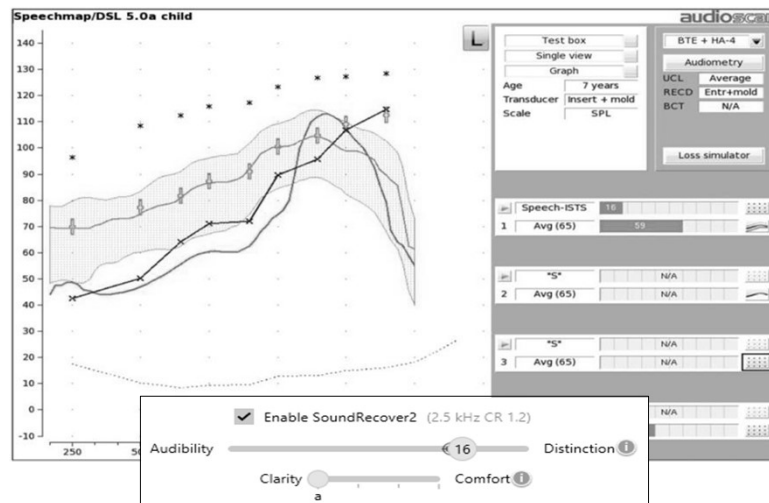 Speechmap/DSL 5.0a child
audioscan
140
130
120
110
100
90
80
70
60
50
40
30
20
10
0
-10
250
L
Test box
Single view
Graph
Age 7 years
Transducer Insert + mold
Scale SPL
BTE + HA-4
Audiometry
UCL Average
RECD Entr+mold
BCT N/A
Loss simulator
Speech-ISTS 16
1 Avg (65) 59
"S" N/A
2 Avg (65) N/A
"S" N/A
3 Avg (65) N/A
N/A
Enable SoundRecover2 (2.5 kHz CR 1.2)
Audibility 16 Distinction i
Clarity Comfort i
a